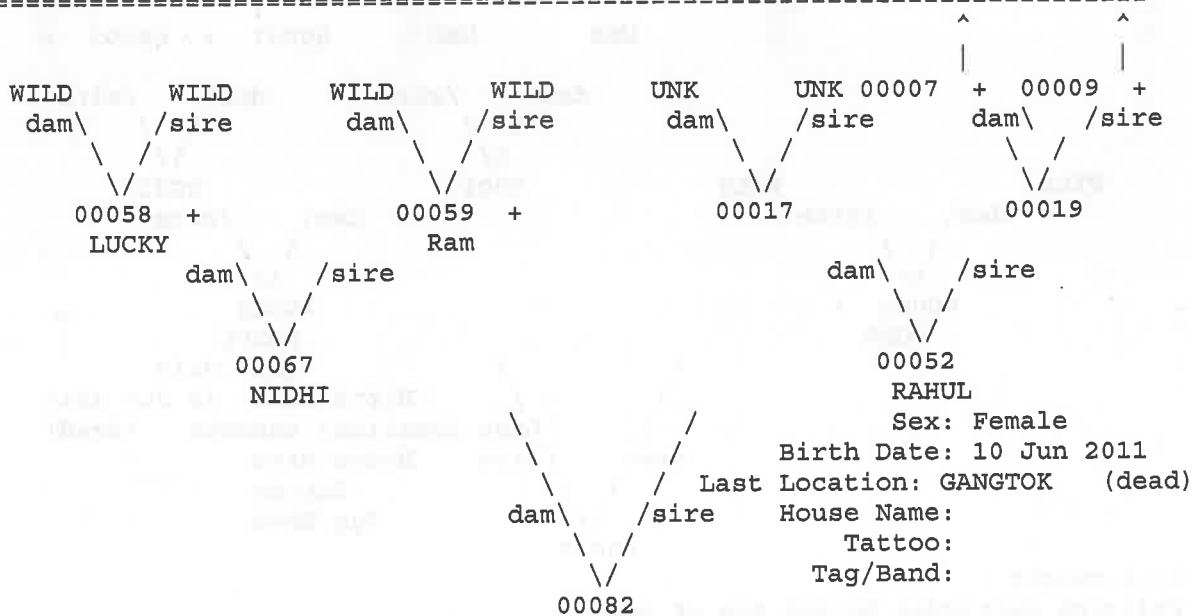 WILD WILD WILD WILD UNK UNK 00007 + 00009 +
dam\ /sire dam\ /sire dam\ /sire dam\ /sire
00058 + 00059 + 00017 00019
LUCKY Ram
dam\ /sire dam\ /sire
00067 00052
NIDHI RAHUL
Sex: Female
Birth Date: 10 Jun 2011
Last Location: GANGTOK (dead)
dam\ /sire House Name:
Tattoo:
Tag/Band:
00082